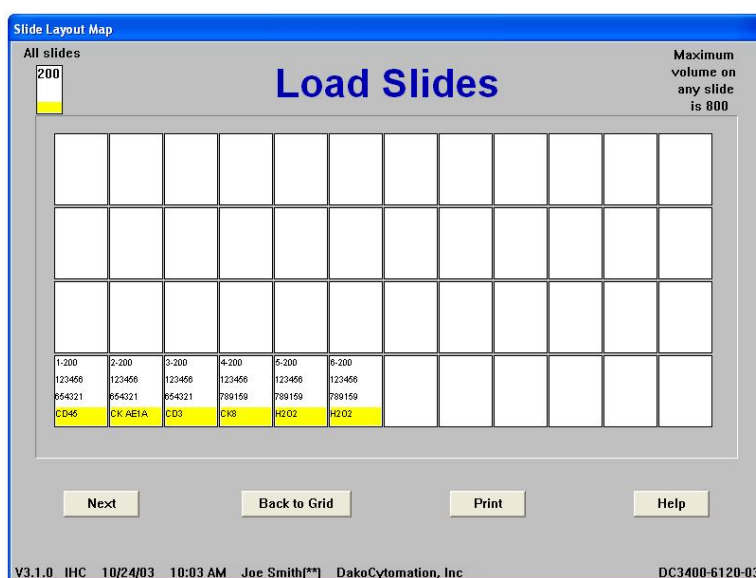 Slide Layout Map
All slides
200
Load Slides
Maximum
volume on
any slide
is 800
1-200
123456
654321
CD45
2-200
123456
654321
CK AE1A
3-200
123456
654321
CD3
4-200
123456
789159
CK8
5-200
123456
789159
H2O2
6-200
123456
789159
H2O2
Next
Back to Grid
Print
Help
V3.1.0 IHC 10/24/03 10:03 AM Joe Smith[**] DakoCytomation, Inc DC3400-6120-03